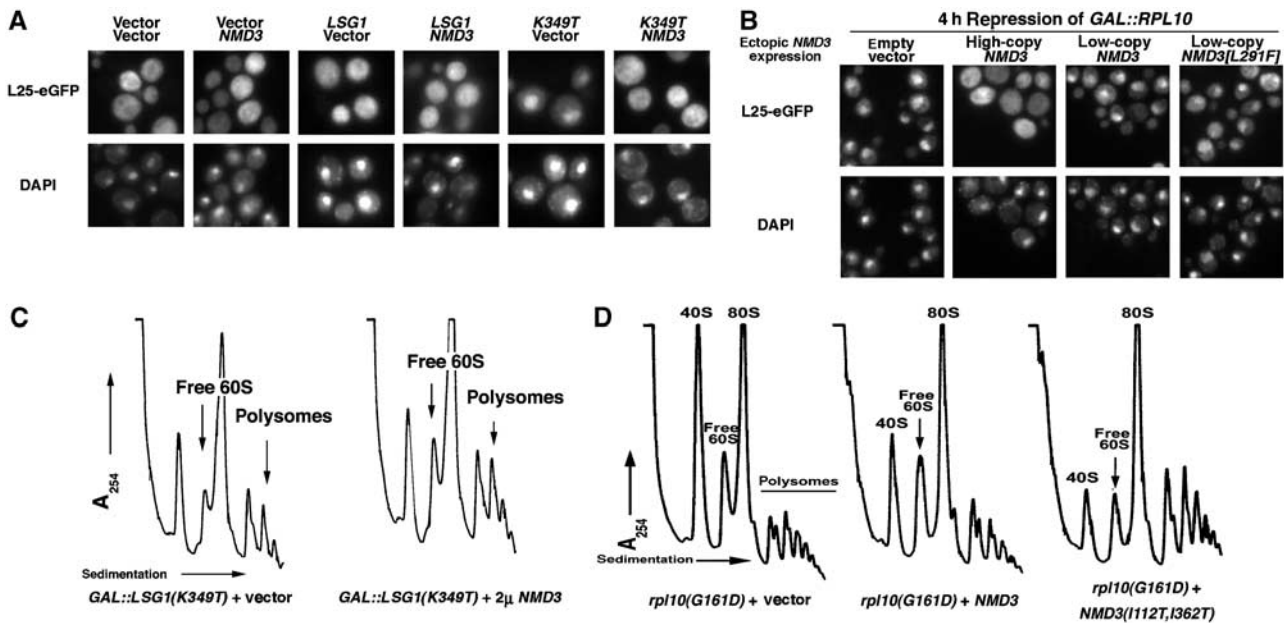 A
Vector Vector LSG1 LSG1 K349T K349T
Vector NMD3 Vector NMD3 Vector NMD3
L25-eGFP
DAPI
B
4 h Repression of GAL::RPL10
Ectopic NMD3 expression
Empty vector
High-copy NMD3
Low-copy NMD3
Low-copy NMD3[L291F]
L25-eGFP
DAPI
C
Free 60S
Polysomes
A254
Sedimentation
GAL::LSG1(K349T) + vector
Free 60S
Polysomes
GAL::LSG1(K349T) + 2μ NMD3
D
40S
80S
Free 60S
Polysomes
A254
Sedimentation
rpl10(G161D) + vector
80S
40S
Free 60S
rpl10(G161D) + NMD3
80S
40S
Free 60S
rpl10(G161D) +
NMD3(I112T,I362T)